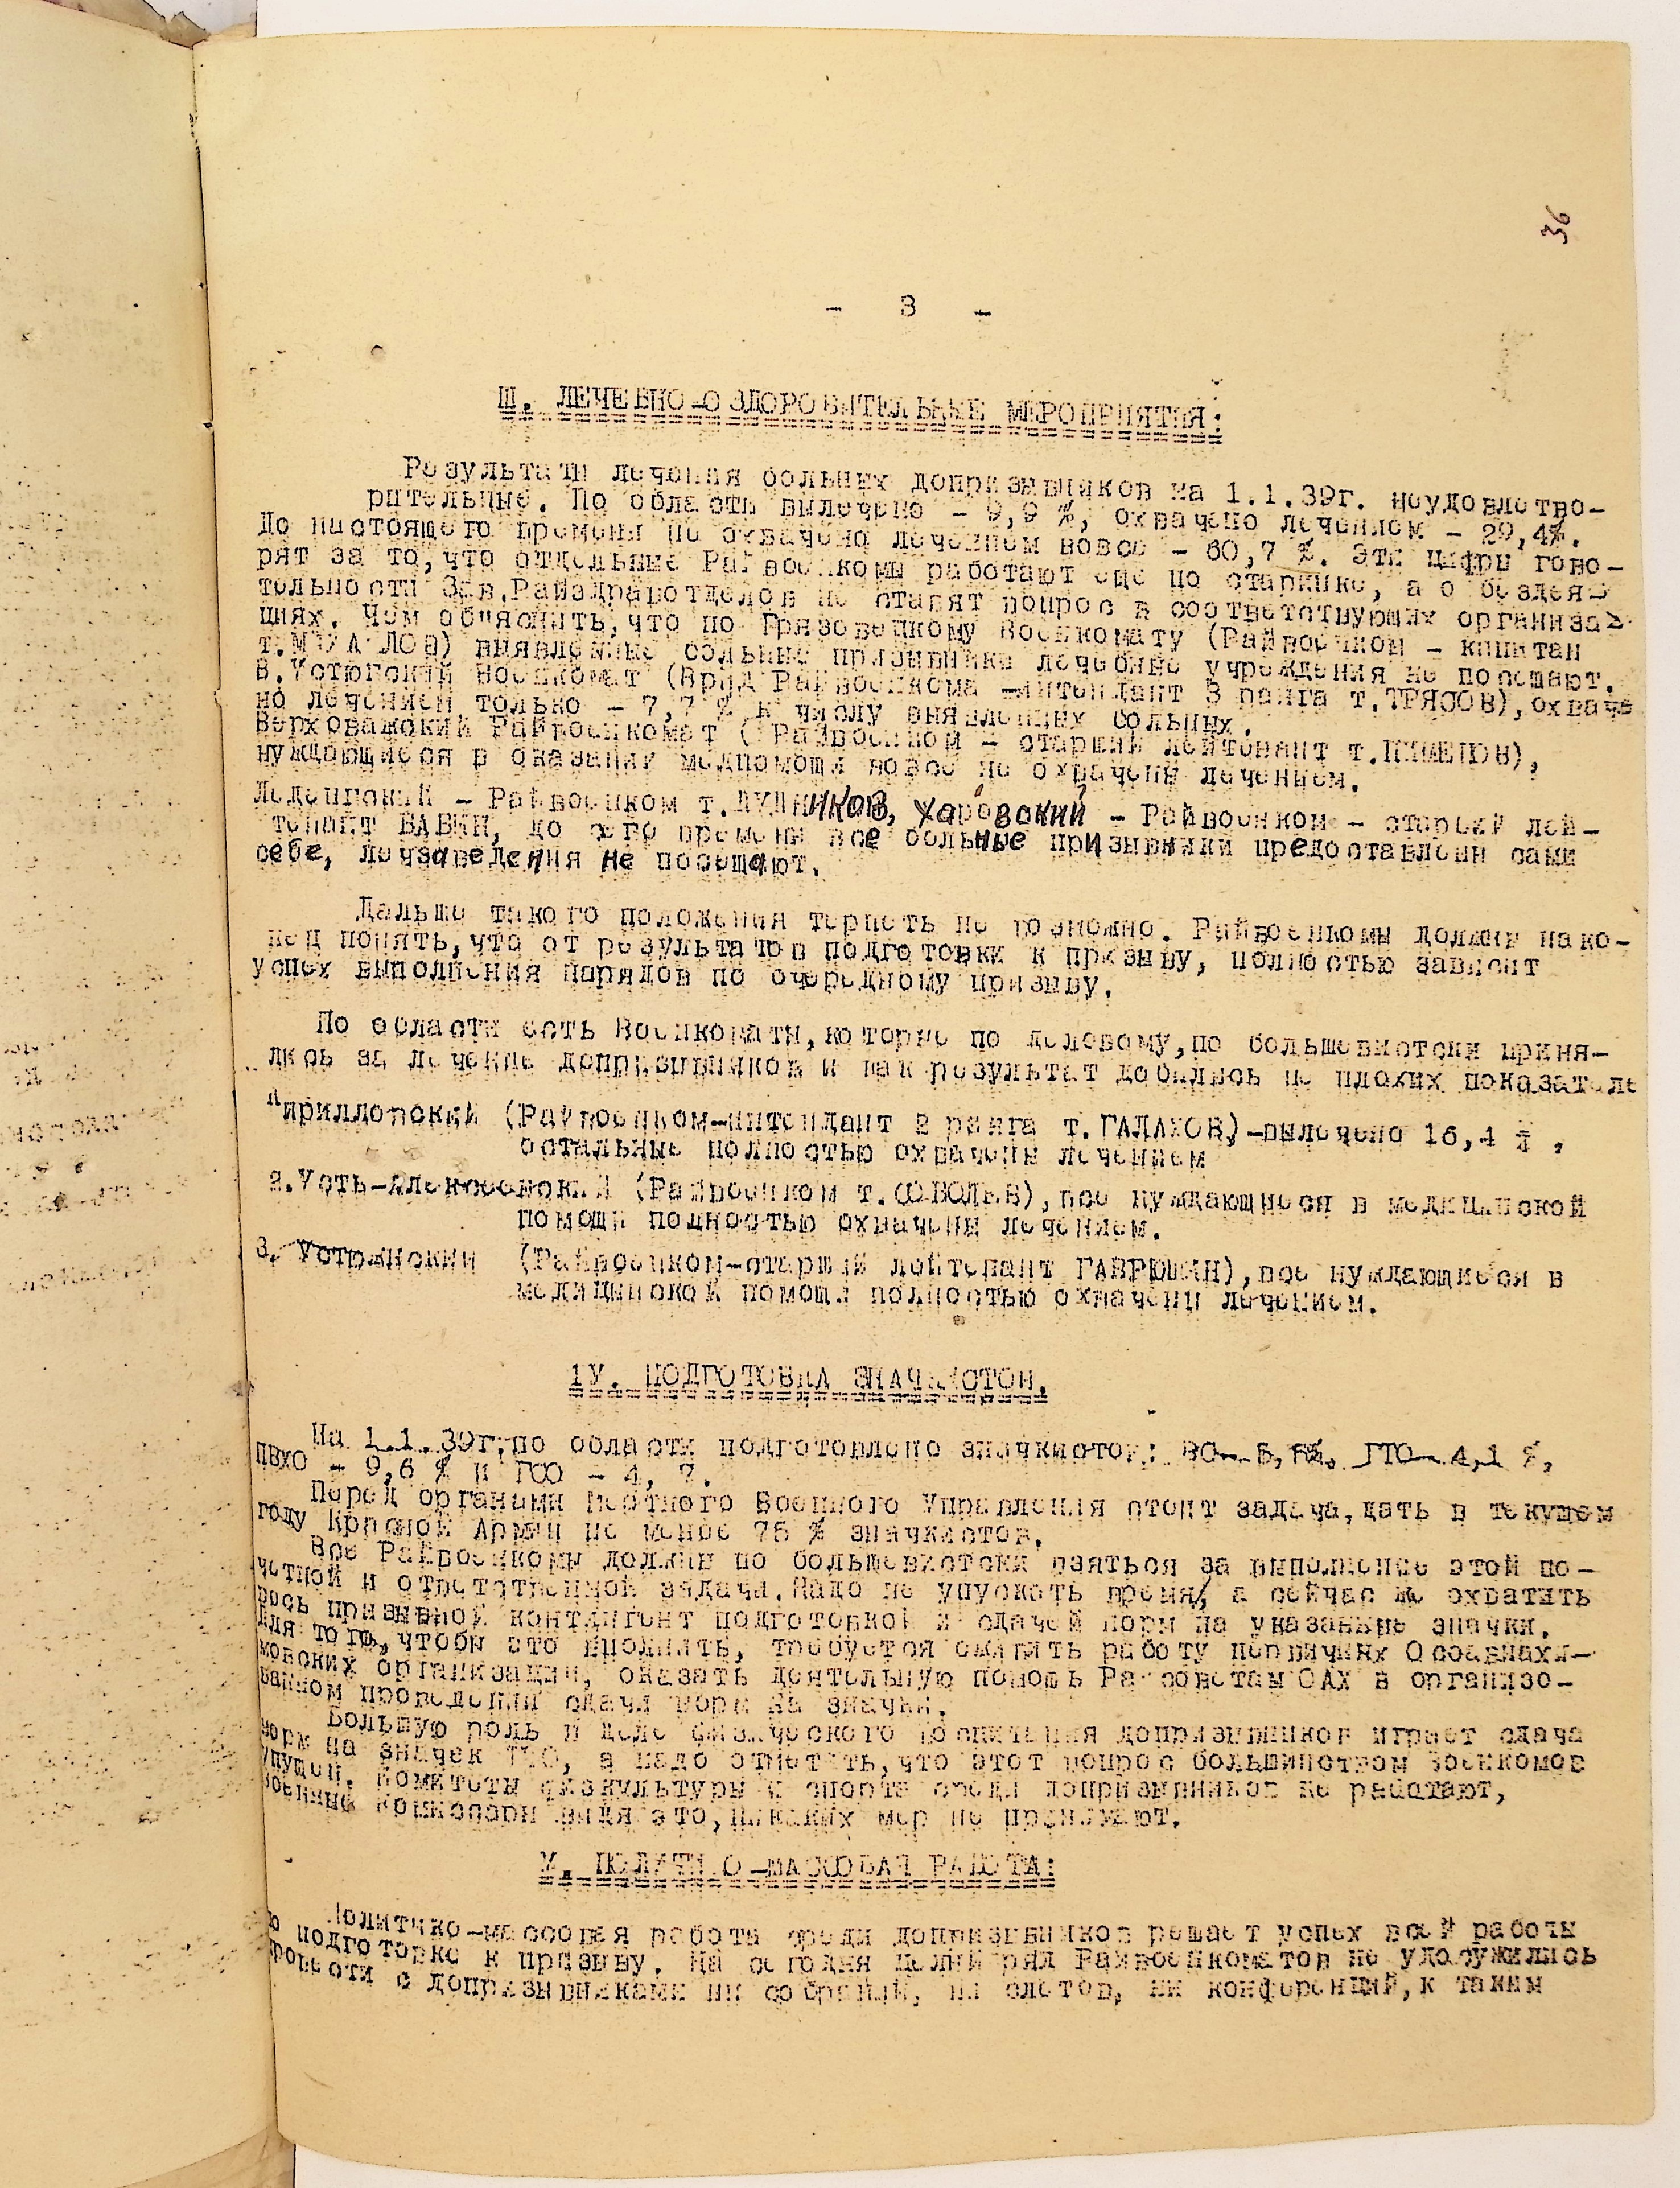 36
- 3 -
Ш. ЛЕЧЕБНО-ОЗДОРОВИТЕЛЬНЫЕ МЕРОПРИЯТИЯ:
Результаты лечения больных допризывников на 1.1.39г. неудовлетво-
рительные. По области вылечено - 9,9 %, охвачено лечением - 29,4%.
До настоящего времени не охвачено лечением вовсе - 60,7 %. Эти цифры гово-
рят за то, что отдельные Райвоенкомы работают еще по старинке, а о бездея-
тельности Зав.Райздравотделов не ставят вопрос в соответствующих организа-
циях. Чем об"яснить, что по Грязовецкому Военкомату (Райвоенком - капитан
т. выявленные больные призывники лечебные учреждения не посещают.
В.Устюгский Военкомат (Врид Райвоенкома -интендант 3 ранга т.ТРЯСОВ), охваче
но лечением только - 7,7 % к числу выявленных больных.
Верховажский Райвоенкомат ( Райвоенком - старший лейтенант т.КЛИМЕНОВ),
нуждающиеся в оказании медпомощи вовсе не охвачены лечением.
Леденгский - Райвоенком т. Харовский - Райвоенком - старший лей-
тенант БАБИН, до сего времени все больные призывники предоставлены сами
себе, лечзаведения не посещают.
Дальше такого положения терпеть не возможно. Райвоенкомы должны нако-
нец понять, что от результатов подготовки к призыву, полностью зависит
успех выполнения нарядов по очередному призыву.
По области есть Военкоматы, которые по деловому, по большевистски приня-
лись за лечение допризывников и как результат добились не плохих показателе
"ирилловский (Райвоенком-интендант 2 ранга т.ГАЛАХОВ)-вылечено 16,4 % ,
остальные полностью охвачены лечением
2.Усть-Алексеевский (Райвоенком т. все нуждающиеся в медицинской
помощи полностью охвачены лечением.
3. Устюжнский (Райвоенком-старший лейтенант ГАВРЮШИН), все нуждающиеся в
медицинской помощи полностью охвачены лечением.
1У. ПОДГОТОВКА ЗНАЧКИСТОВ.
На 1.1.39г. по области подготовлено значкистов: ВС- ГТО- 4,1 %,
ПВХО - 9,6 % и ГСО - 4, 7.
Перед органами Местного Военного Управления стоит задача, дать в текущем
году Красной Армии не менее 75 % значкистов.
Все Райвоенкомы должны по большевистски взяться за выполнение этой по-
четной и ответственной задачи. Надо не упускать время, а сейчас же охватить
весь призывной контингент подготовкой и сдачей норм на указанные значки.
Для того, чтобы это выполнить, требуется оживить работу первичных Осоавиахи-
мовских организаций, оказать деятельную помощь Райсоветам ОАХ в организо-
ванном проведении сдачи норм на значки.
Большую роль в деле физического воспитания допризывников играет сдача
норм на значек ГТО, а надо отметить, что этот вопрос большинством Военкомов
упущен. Комитеты физкультуры и спорта среди допризывников не работают,
Военные Комиссары видя это, никаких мер не принимают.
У. ПОЛИТИКО-МАССОВАЯ РАБОТА:
Политико-массовая работа среди допризывников решает успех всей работы
по подготовке к призыву. На сегодня целый ряд Райвоенкоматов не удосужились
провести с допризывниками ни собраний, ни слетов, ни конференций, к таким